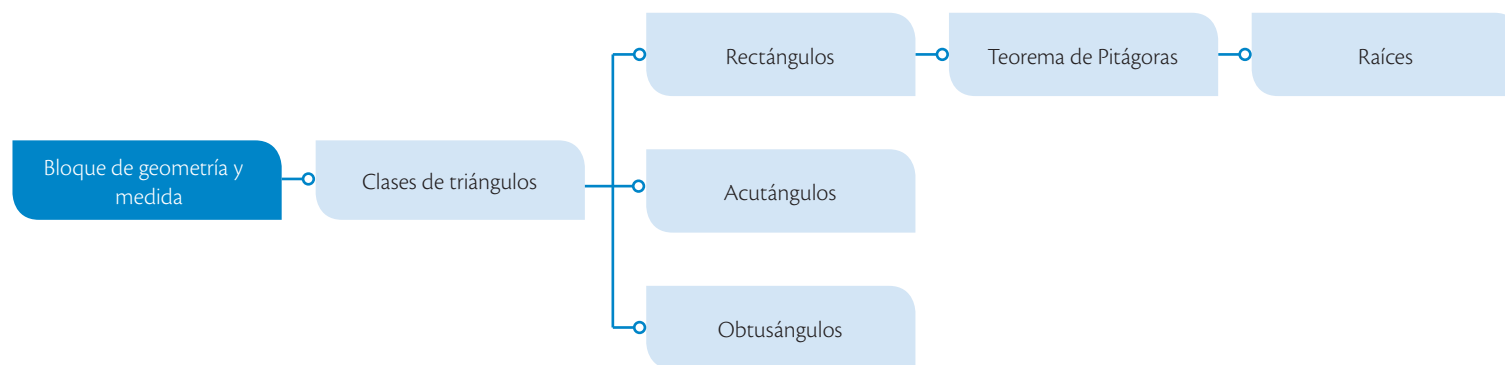 Bloque de geometría y
medida
Clases de triángulos
Rectángulos
Teorema de Pitágoras
Raíces
Acutángulos
Obtusángulos